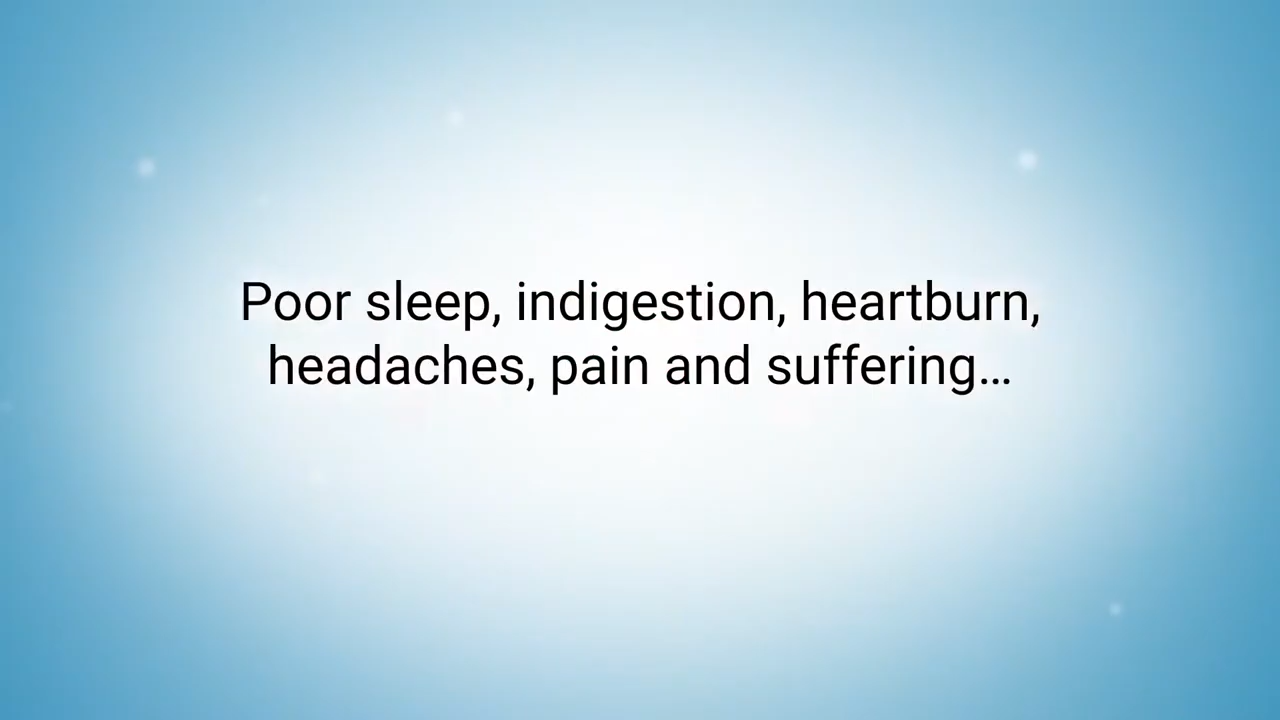 Poor sleep, indigestion, heartburn,
headaches, pain and suffering...